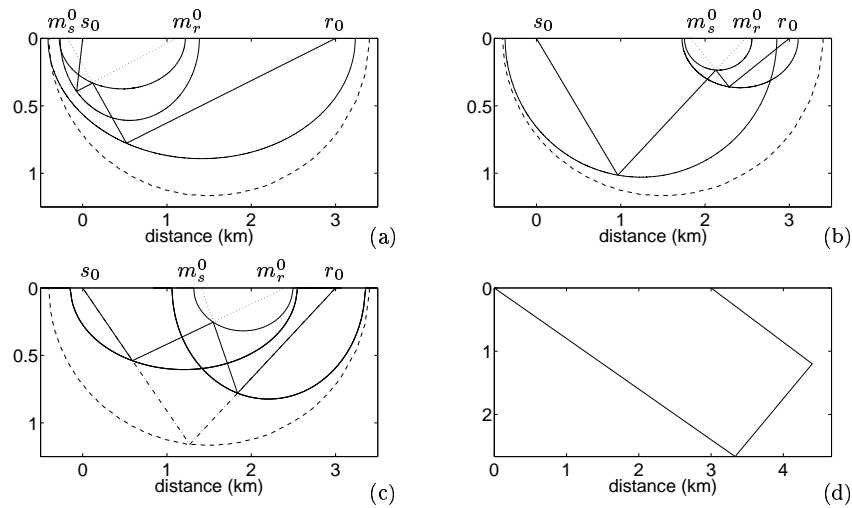 m_s^0 s_0 m_r^0 r_0
0
0.5
1
0 1 2 3
distance (km)
(a)
s_0 m_s^0 m_r^0 r_0
0
0.5
1
0 1 2 3
distance (km)
(b)
s_0 m_s^0 m_r^0 r_0
0
0.5
1
0 1 2 3
distance (km)
(c)
0
1
2
0 1 2 3 4
distance (km)
(d)